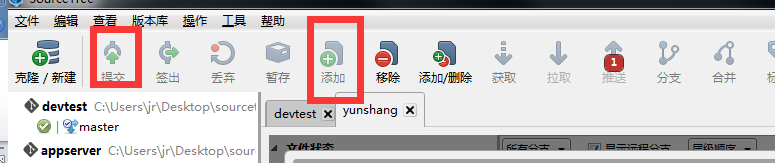 SourceTree
文件 编辑 查看 版本库 操作 工具 帮助
克隆 / 新建 提交 签出 丢弃 暂存 添加 移除 添加/删除 获取 拉取 推送 分支 合并
1
devtest C:\Users\jr\Desktop\sourcet
master
appserver C:\Users\jr\Desktop\sour
devtest yunshang
文件状态 所有分支 显示远程分支 层级顺序